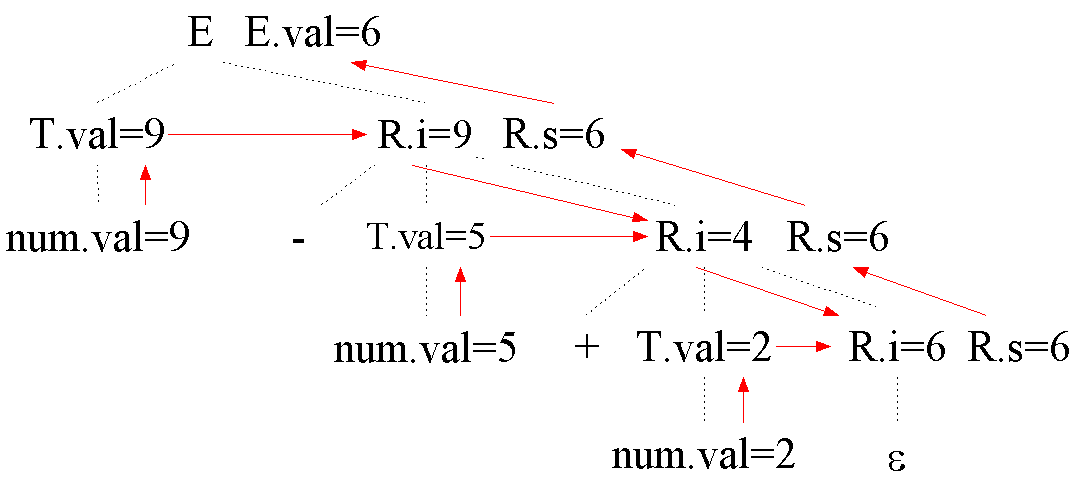 E E.val=6
T.val=9 R.i=9 R.s=6
num.val=9 - T.val=5 R.i=4 R.s=6
num.val=5 + T.val=2 R.i=6 R.s=6
num.val=2 ε